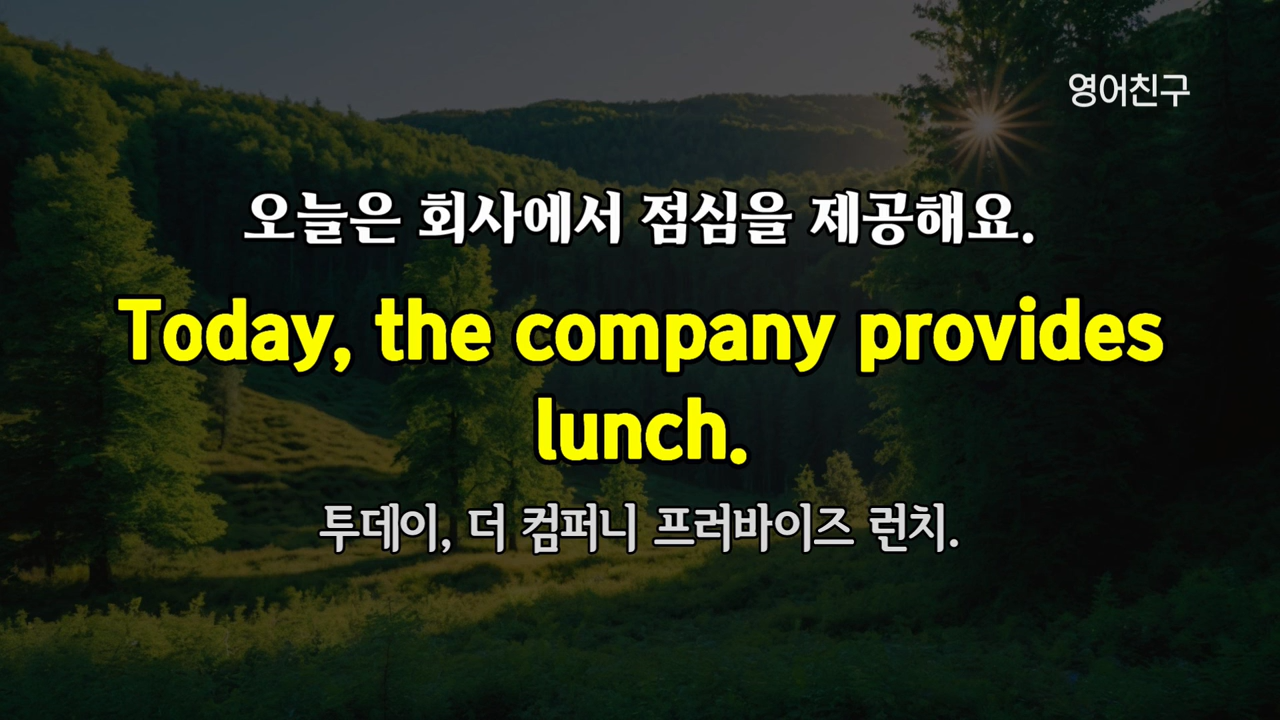 영어친구
오늘은 회사에서 점심을 제공해요.
Today, the company provides
lunch.
투데이, 더 컴퍼니 프러바이즈 런치.